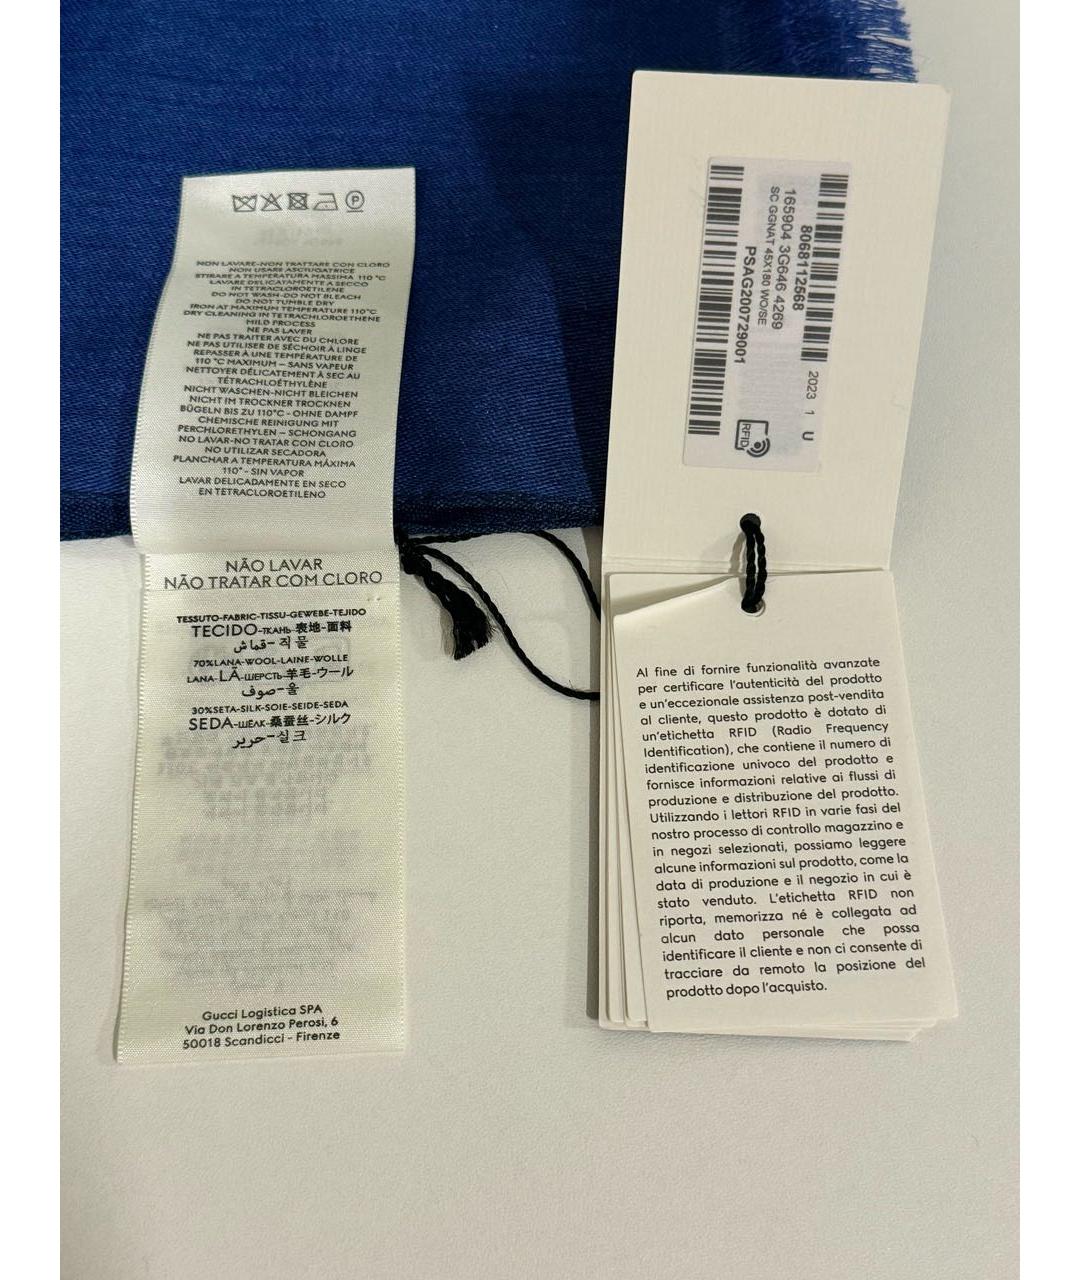 P
NON LAVARE-NON TRATTARE CON CLORO
NON USARE ASCIUGATRICE
STIRARE A TEMPERATURA MASSIMA 110 °C
LAVARE DELICATAMENTE A SECCO
IN TETRACLOROETILENE
DO NOT WASH-DO NOT BLEACH
DO NOT TUMBLE DRY
IRON AT MAXIMUM TEMPERATURE 110°C
DRY CLEANING IN TETRACHLOROETHENE
MILD PROCESS
NE PAS LAVER
NE PAS TRAITER AVEC DU CHLORE
NE PAS UTILISER DE SÉCHOIR À LINGE
REPASSER À UNE TEMPÉRATURE DE
110 °C MAXIMUM – SANS VAPEUR
NETTOYER DÉLICATEMENT À SEC AU
TÉTRACHLOÉTHYLÈNE
NICHT WASCHEN-NICHT BLEICHEN
NICHT IM TROCKNER TROCKNEN
BÜGELN BIS ZU 110°C - OHNE DAMPF
CHEMISCHE REINIGUNG MIT
PERCHLORETHYLEN – SCHONGANG
NO LAVAR-NO TRATAR CON CLORO
NO UTILIZAR SECADORA
PLANCHAR A TEMPERATURA MÁXIMA
110° - SIN VAPOR
LAVAR DELICADAMENTE EN SECO
EN TETRACLOROETILENO
NÃO LAVAR
NÃO TRATAR COM CLORO
TESSUTO-FABRIC-TISSU-GEWEBE-TEJIDO
TECIDO-ТКАНЬ-表地-面料
직물-قماش
70%LANA-WOOL-LAINE-WOLLE
LANA-LÃ-ШЕРСТЬ-羊毛-ウール
울-صوف
30%SETA-SILK-SOIE-SEIDE-SEDA
SEDA-ШЁЛК-桑蚕丝-シルク
실크-حرير
Gucci Logistica SPA
Via Don Lorenzo Perosi, 6
50018 Scandicci - Firenze
8068112568
165904 3G646 4269
SC GGNAT 45X180 WO/SE
PSAG200729001
2023 1 U
RFID
Al fine di fornire funzionalità avanzate
per certificare l'autenticità del prodotto
e un'eccezionale assistenza post-vendita
al cliente, questo prodotto è dotato di
un'etichetta RFID (Radio Frequency
Identification), che contiene il numero di
identificazione univoco del prodotto e
fornisce informazioni relative ai flussi di
produzione e distribuzione del prodotto.
Utilizzando i lettori RFID in varie fasi del
nostro processo di controllo magazzino e
in negozi selezionati, possiamo leggere
alcune informazioni sul prodotto, come la
data di produzione e il negozio in cui è
stato venduto. L'etichetta RFID non
riporta, memorizza né è collegata ad
alcun dato personale che possa
identificare il cliente e non ci consente di
tracciare da remoto la posizione del
prodotto dopo l'acquisto.